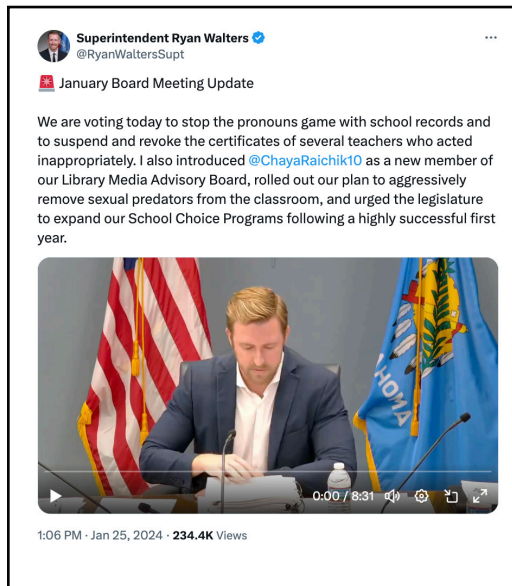 Superintendent Ryan Walters
@RyanWaltersSupt
🚨 January Board Meeting Update
We are voting today to stop the pronouns game with school records and
to suspend and revoke the certificates of several teachers who acted
inappropriately. I also introduced @ChayaRaichik10 as a new member of
our Library Media Advisory Board, rolled out our plan to aggressively
remove sexual predators from the classroom, and urged the legislature
to expand our School Choice Programs following a highly successful first
year.
AHOMA
0:00 / 8:31
1:06 PM · Jan 25, 2024 · 234.4K Views